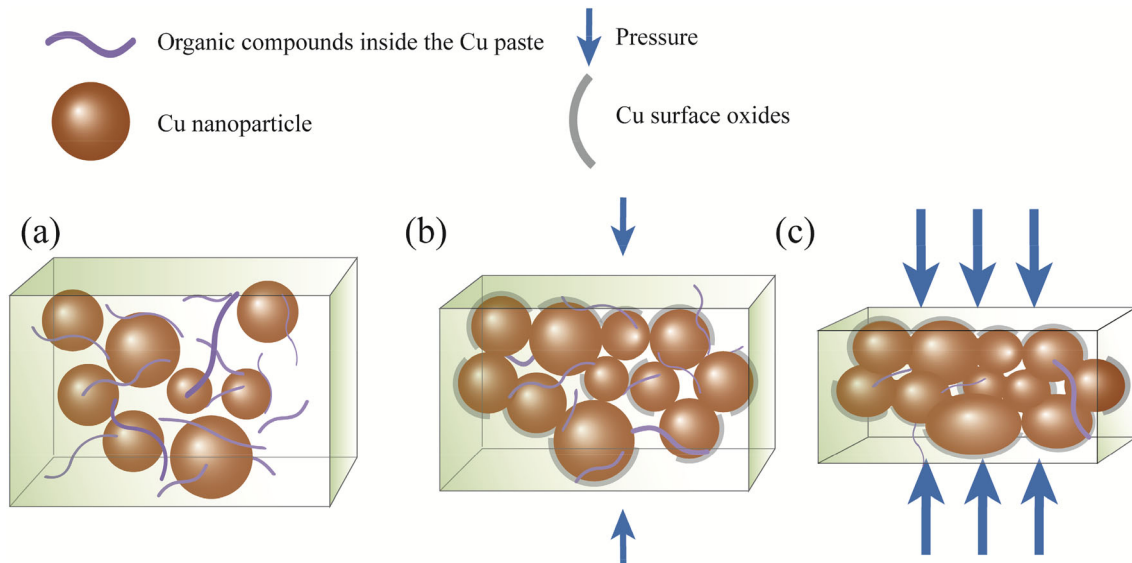 Organic compounds inside the Cu paste
Pressure
Cu nanoparticle
Cu surface oxides
(a)
(b)
(c)